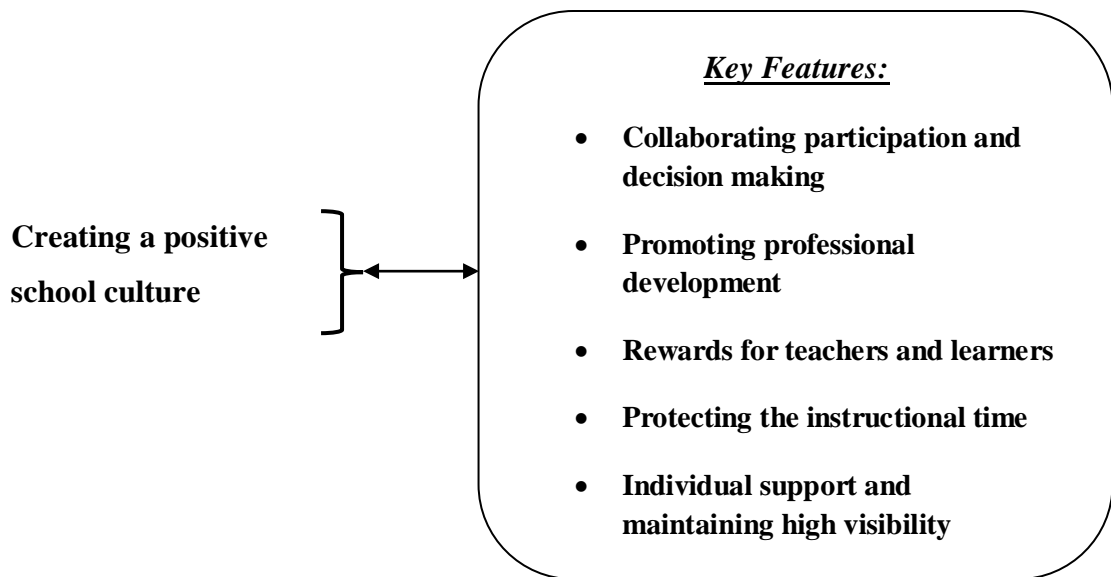 Creating a positive
school culture
Key Features:
• Collaborating participation and
decision making
• Promoting professional
development
• Rewards for teachers and learners
• Protecting the instructional time
• Individual support and
maintaining high visibility